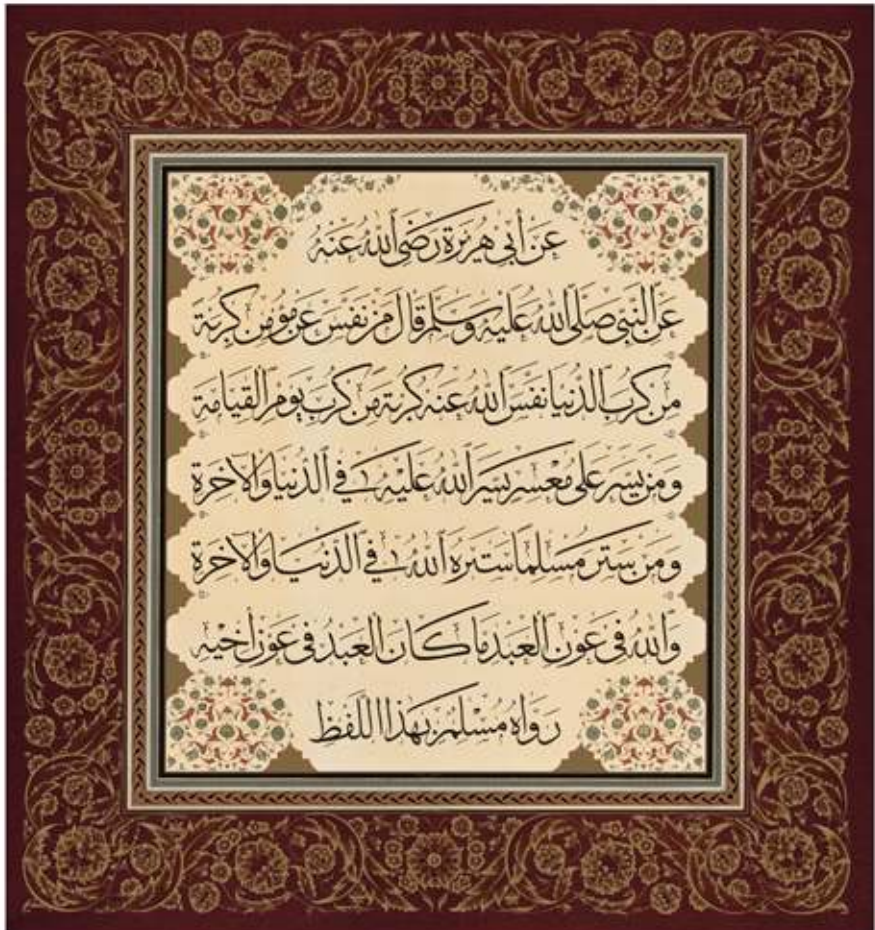 عن أبي هريرة رضي الله عنه
عن النبي صلى الله عليه وسلم قال من نفس عن مؤمن كربة
من كرب الدنيا نفس الله عنه كربة من كرب يوم القيامة
ومن يسر على معسر يسر الله عليه في الدنيا والآخرة
ومن ستر مسلما ستره الله في الدنيا والآخرة
والله في عون العبد ما كان العبد في عون أخيه
رواه مسلم بهذا اللفظ